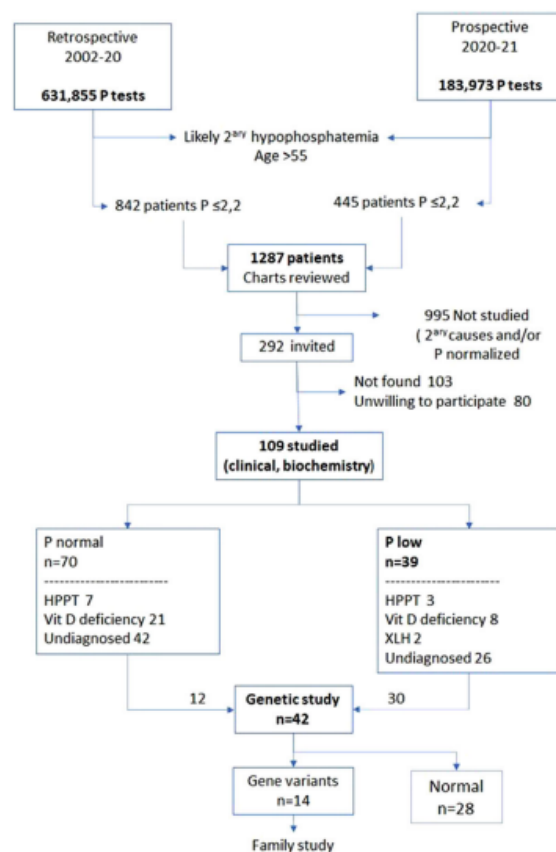 Retrospective
2002-20
631,855 P tests
Prospective
2020-21
183,973 P tests
Likely 2ary hypophosphatemia
Age >55
842 patients P ≤2,2
445 patients P ≤2,2
1287 patients
Charts reviewed
995 Not studied
( 2ary causes and/or
P normalized
292 invited
Not found 103
Unwilling to participate 80
109 studied
(clinical, biochemistry)
P normal
n=70
-------------------------
HPPT 7
Vit D deficiency 21
Undiagnosed 42
P low
n=39
-----------------------
HPPT 3
Vit D deficiency 8
XLH 2
Undiagnosed 26
12
30
Genetic study
n=42
Gene variants
n=14
Normal
n=28
Family study